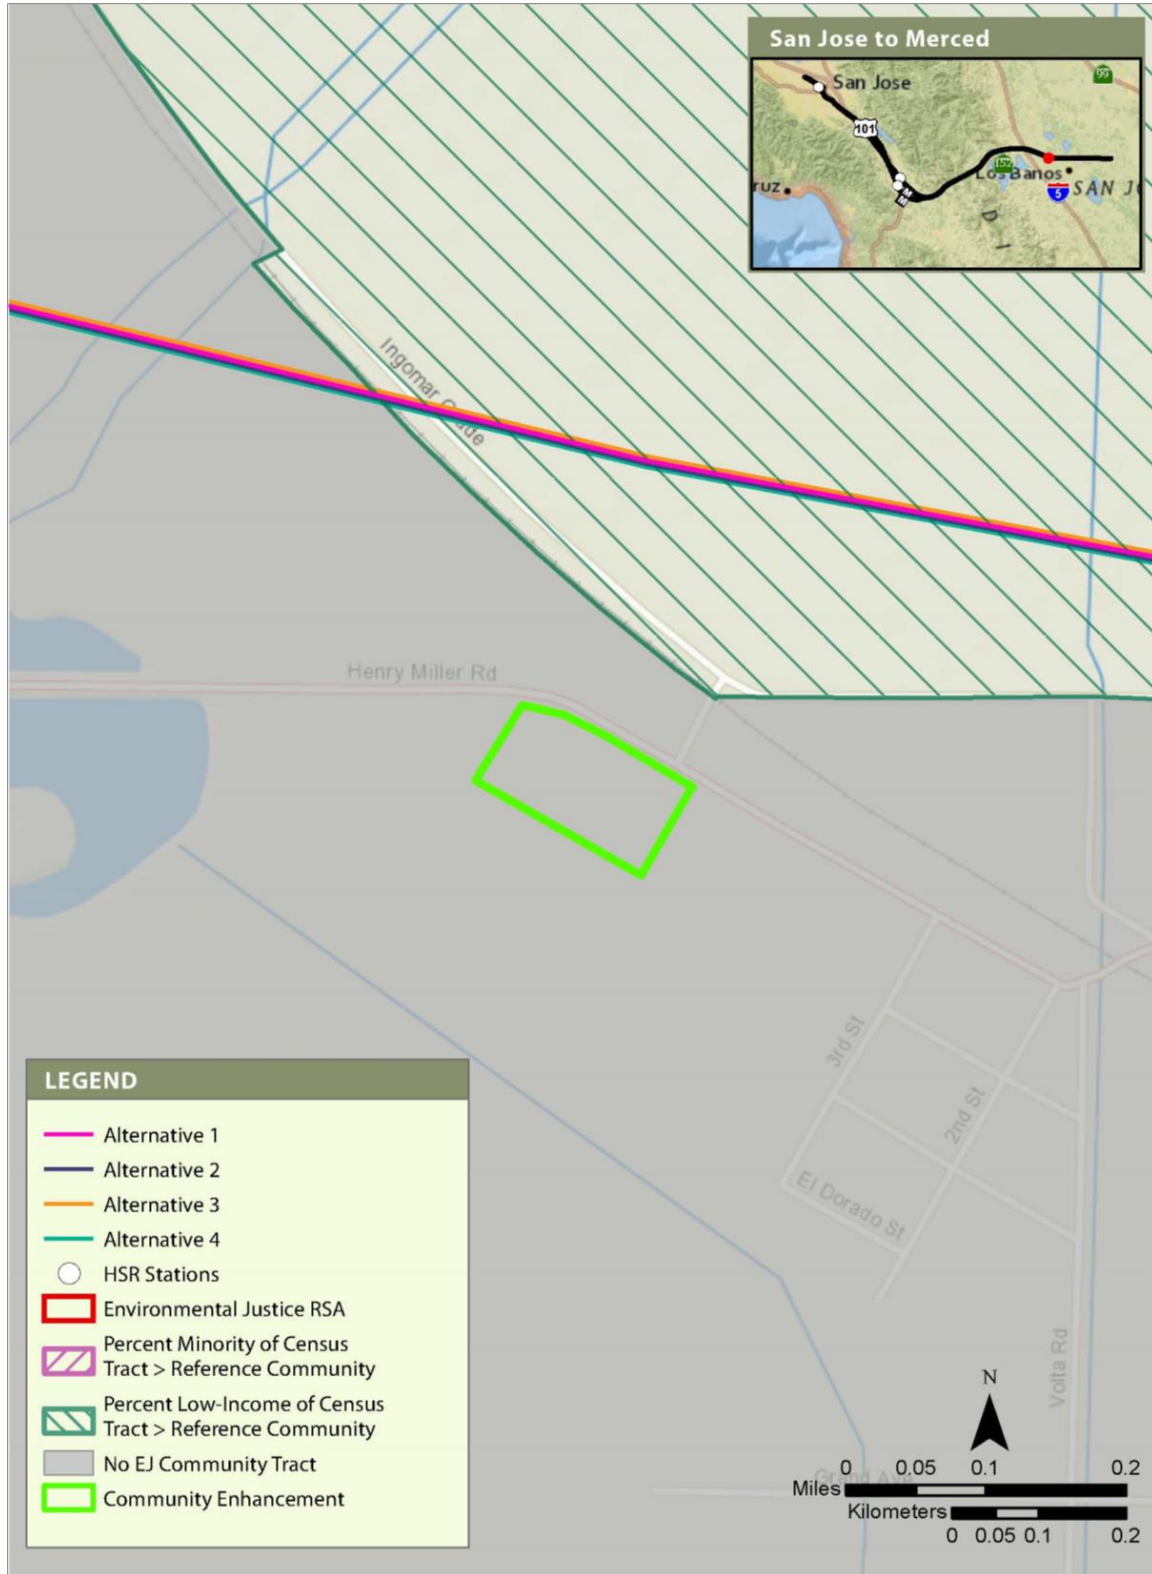 San Jose to Merced
San Jose
99
101
152
Los Banos
5
SAN J
ruz
D I
Ingomar Grade
Henry Miller Rd
3rd St
2nd St
El Dorado St
Volta Rd
Grand Ave
LEGEND
Alternative 1
Alternative 2
Alternative 3
Alternative 4
HSR Stations
Environmental Justice RSA
Percent Minority of Census
Tract > Reference Community
Percent Low-Income of Census
Tract > Reference Community
No EJ Community Tract
Community Enhancement
N
0 0.05 0.1 0.2
Miles
Kilometers
0 0.05 0.1 0.2